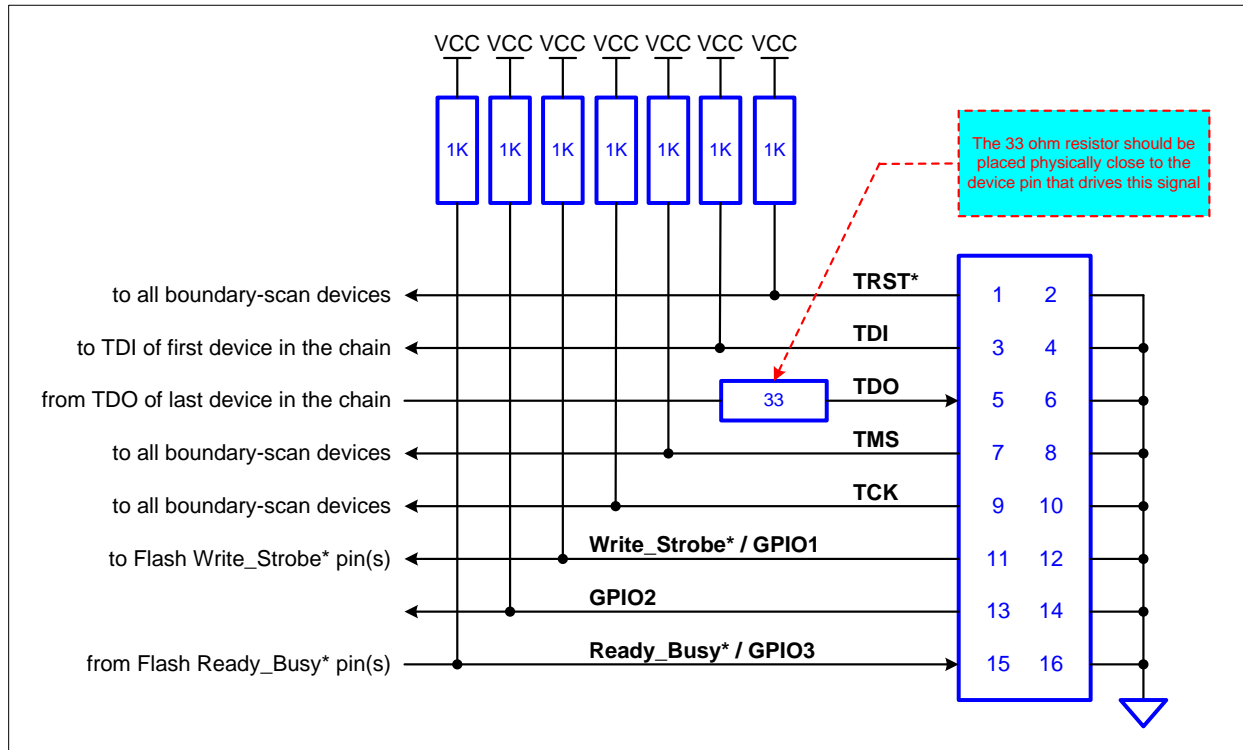 VCC VCC VCC VCC VCC VCC VCC
1K 1K 1K 1K 1K 1K 1K
The 33 ohm resistor should be
placed physically close to the
device pin that drives this signal
to all boundary-scan devices TRST* 1 2
to TDI of first device in the chain TDI 3 4
from TDO of last device in the chain 33 TDO 5 6
to all boundary-scan devices TMS 7 8
to all boundary-scan devices TCK 9 10
to Flash Write_Strobe* pin(s) Write_Strobe* / GPIO1 11 12
GPIO2 13 14
from Flash Ready_Busy* pin(s) Ready_Busy* / GPIO3 15 16